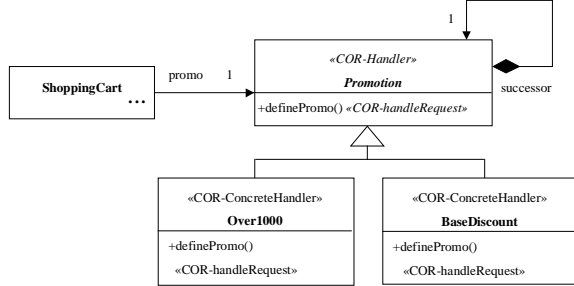 1
«COR-Handler»
Promotion
promo 1
ShoppingCart
...
successor
+definePromo() «COR-handleRequest»
«COR-ConcreteHandler»
Over1000
+definePromo()
«COR-handleRequest»
«COR-ConcreteHandler»
BaseDiscount
+definePromo()
«COR-handleRequest»